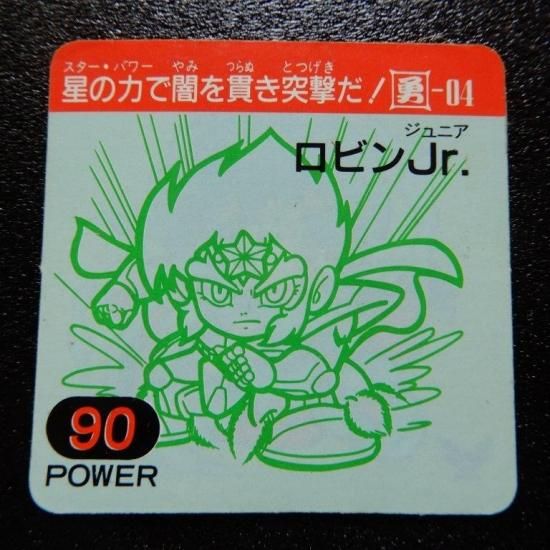 スター・パワー やみ つらぬ とつげき
星の力で闇を貫き突撃だ！ 勇-04
ジュニア
ロビンJr.
90
POWER